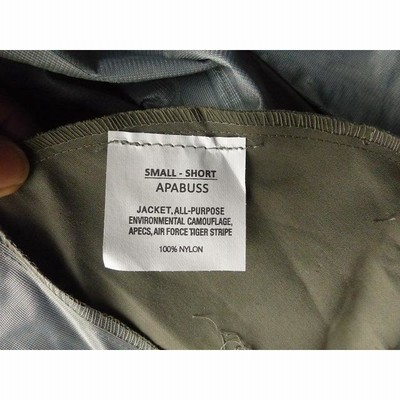 SMALL - SHORT
APABUSS
JACKET, ALL-PURPOSE
ENVIRONMENTAL CAMOUFLAGE,
APECS, AIR FORCE TIGER STRIPE
100% NYLON